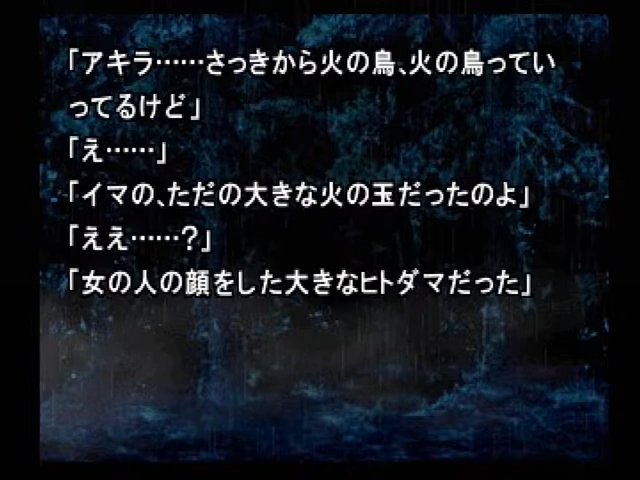 「アキラ……さっきから火の鳥、火の鳥ってい
ってるけど」
「え……」
「イマの、ただの大きな火の玉だったのよ」
「ええ……?」
「女の人の顔をした大きなヒトダマだった」